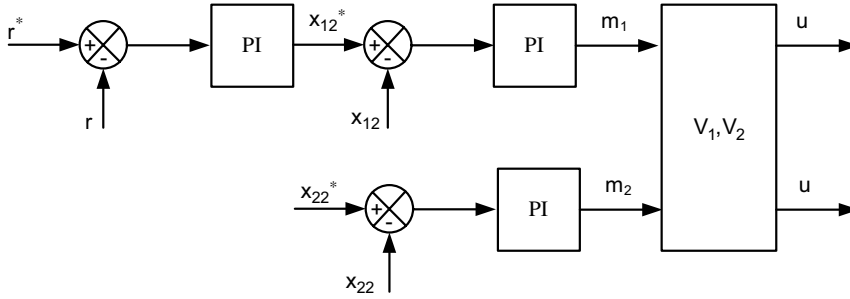 r* + - PI x12* + - PI m1 u
r x12
V1,V2
x22* + - PI m2 u
x22